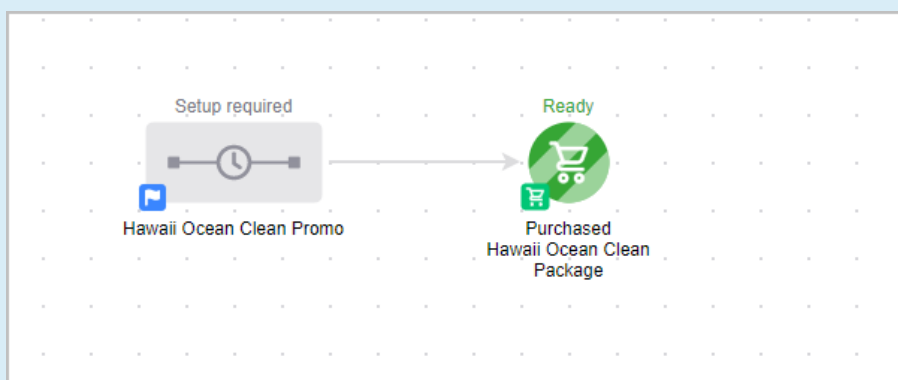 Setup required
Ready
Hawaii Ocean Clean Promo
Purchased
Hawaii Ocean Clean
Package